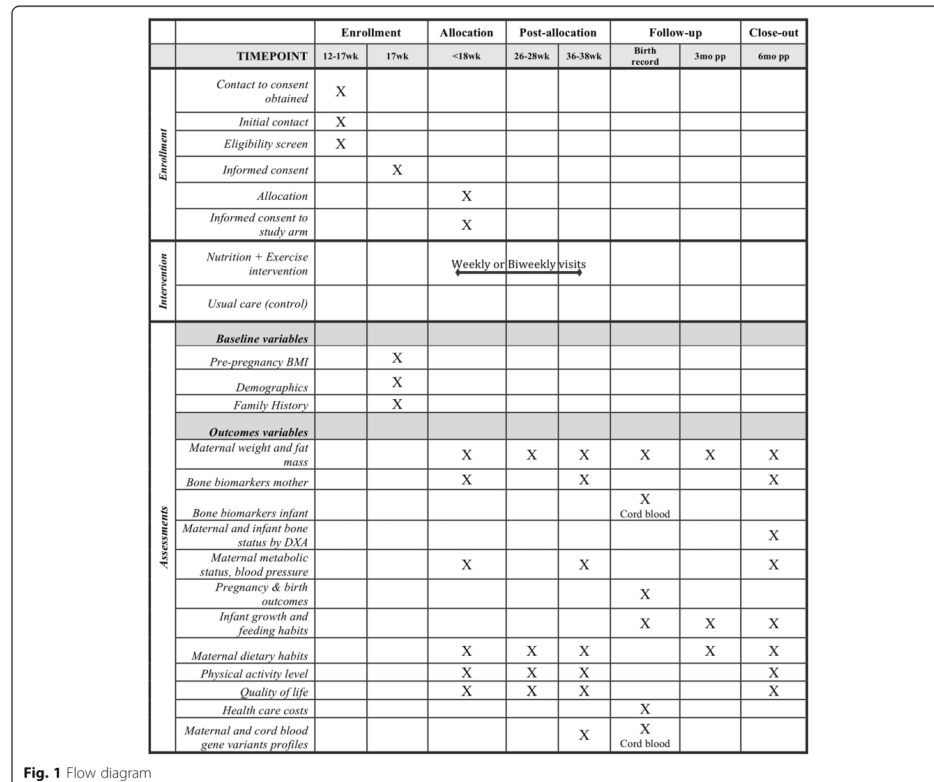 Enrollment Allocation Post-allocation Follow-up Close-out
TIMEPOINT 12-17wk 17wk <18wk 26-28wk 36-38wk Birth record 3mo pp 6mo pp
Enrollment
Contact to consent
obtained X
Initial contact X
Eligibility screen X
Informed consent X
Allocation X
Informed consent to
study arm X
Intervention
Nutrition + Exercise
intervention Weekly or Biweekly visits
Usual care (control)
Assessments
Baseline variables
Pre-pregnancy BMI X
Demographics X
Family History X
Outcomes variables
Maternal weight and fat
mass X X X X X X
Bone biomarkers mother X X X
Bone biomarkers infant X Cord blood
Maternal and infant bone
status by DXA X
Maternal metabolic
status, blood pressure X X X
Pregnancy & birth
outcomes X
Infant growth and
feeding habits X X X
Maternal dietary habits X X X X X
Physical activity level X X X X
Quality of life X X X X
Health care costs X
Maternal and cord blood
gene variants profiles X X Cord blood
Fig. 1 Flow diagram